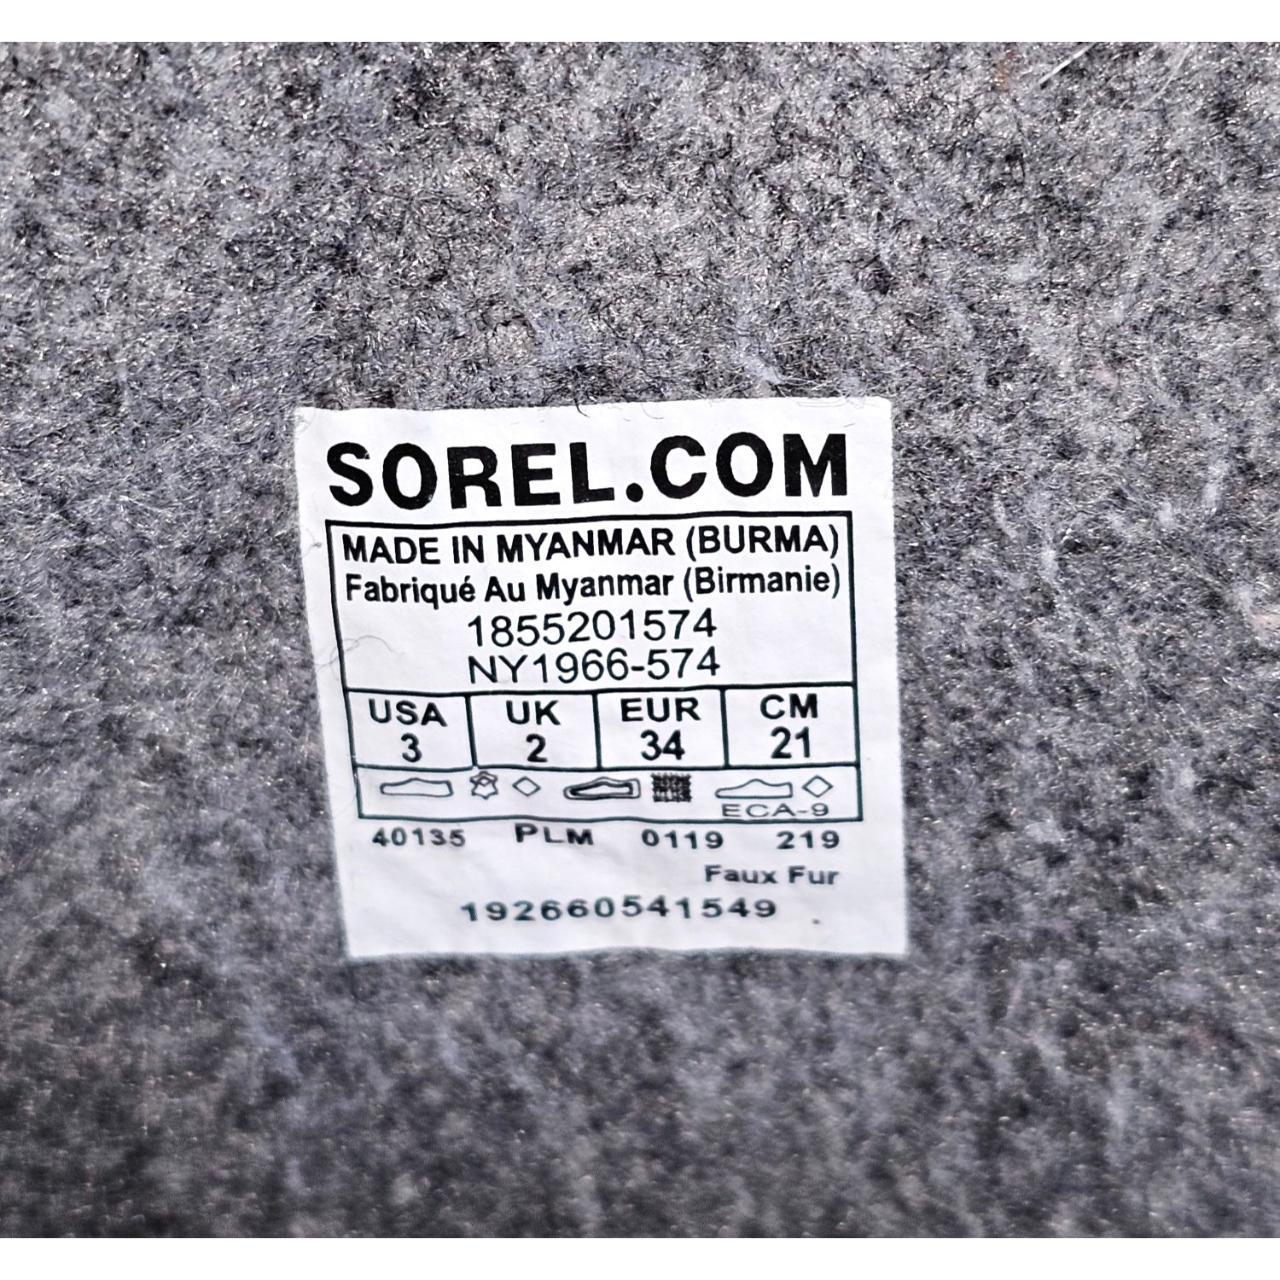 SOREL.COM
MADE IN MYANMAR (BURMA)
Fabriqué Au Myanmar (Birmanie)
1855201574
NY1966-574
USA UK EUR CM
3 2 34 21
ECA-9
40135 PLM 0119 219
Faux Fur
192660541549